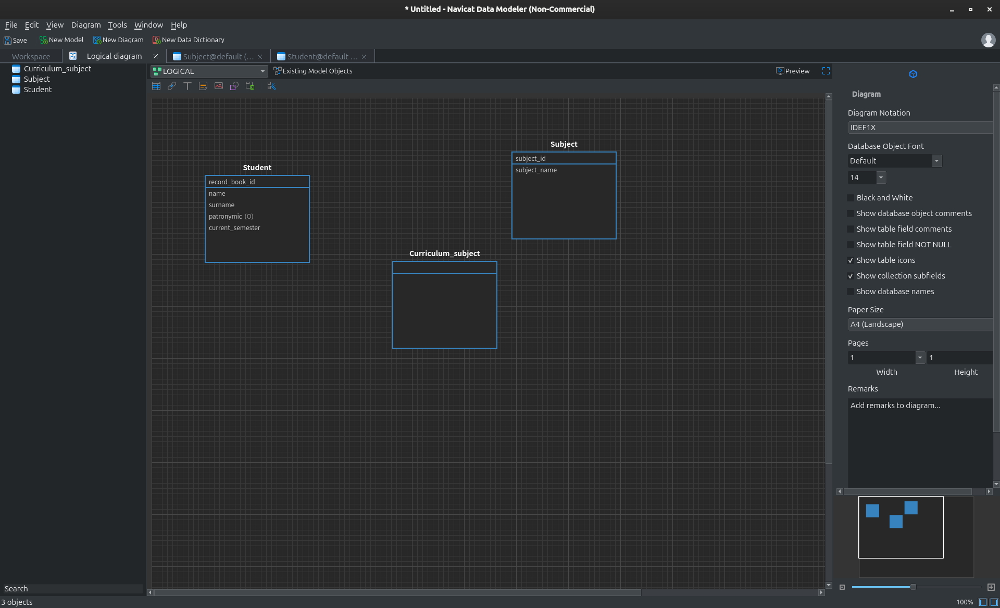 * Untitled - Navicat Data Modeler (Non-Commercial)
File Edit View Diagram Tools Window Help
Save New Model New Diagram New Data Dictionary
Workspace Logical diagram Subject@default (... Student@default ...
Curriculum_subject
Subject
Student
LOGICAL Existing Model Objects Preview
Student
record_book_id
name
surname
patronymic (O)
current_semester
Subject
subject_id
subject_name
Curriculum_subject
Diagram
Diagram Notation
IDEF1X
Database Object Font
Default
14
Black and White
Show database object comments
Show table field comments
Show table field NOT NULL
Show table icons
Show collection subfields
Show database names
Paper Size
A4 (Landscape)
Pages
1 1
Width Height
Remarks
Add remarks to diagram...
Search
3 objects
100%